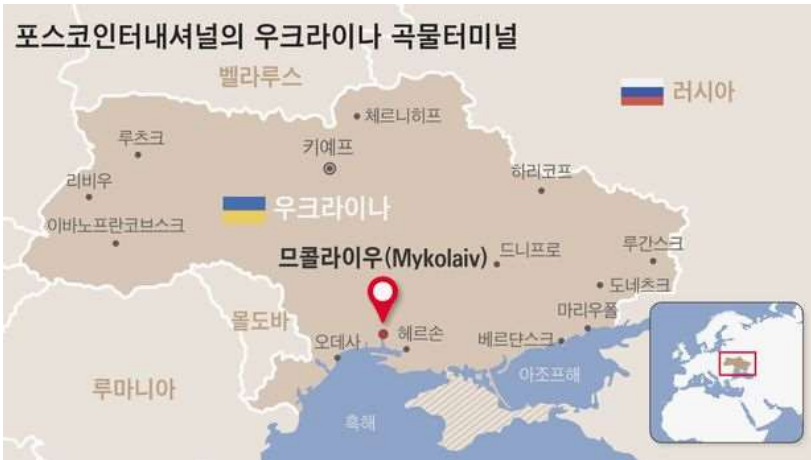 포스코인터내셔널의 우크라이나 곡물터미널
벨라루스
러시아
체르니히프
루츠크
키예프
하리코프
리비우
우크라이나
이바노프란코브스크
므콜라이우(Mykolaiv)
드니프로
루간스크
도네츠크
몰도바
마리우폴
오데사
헤르손
베르댠스크
루마니아
아조프해
흑해